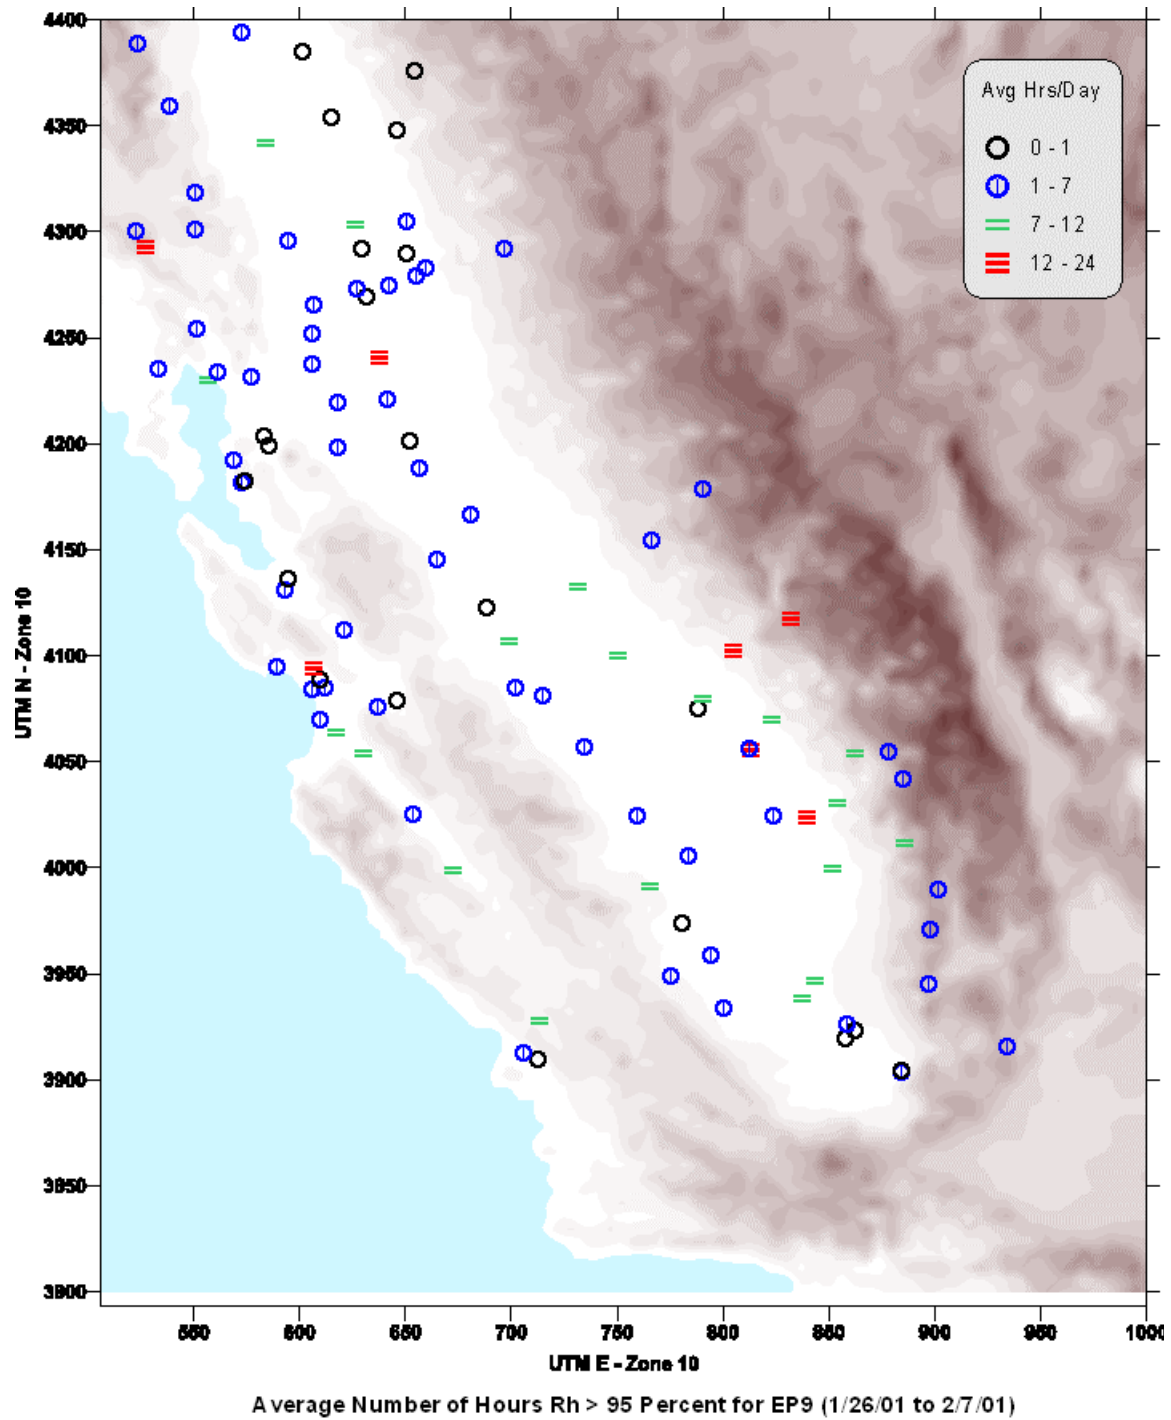 4400
4350
4300
4250
4200
4150
4100
4050
4000
3950
3900
3850
3800
UTM N - Zone 10
Avg Hrs/Day
0 - 1
1 - 7
7 - 12
12 - 24
550 600 650 700 750 800 850 900 950 1000
UTM E - Zone 10
Average Number of Hours Rh > 95 Percent for EP9 (1/26/01 to 2/7/01)